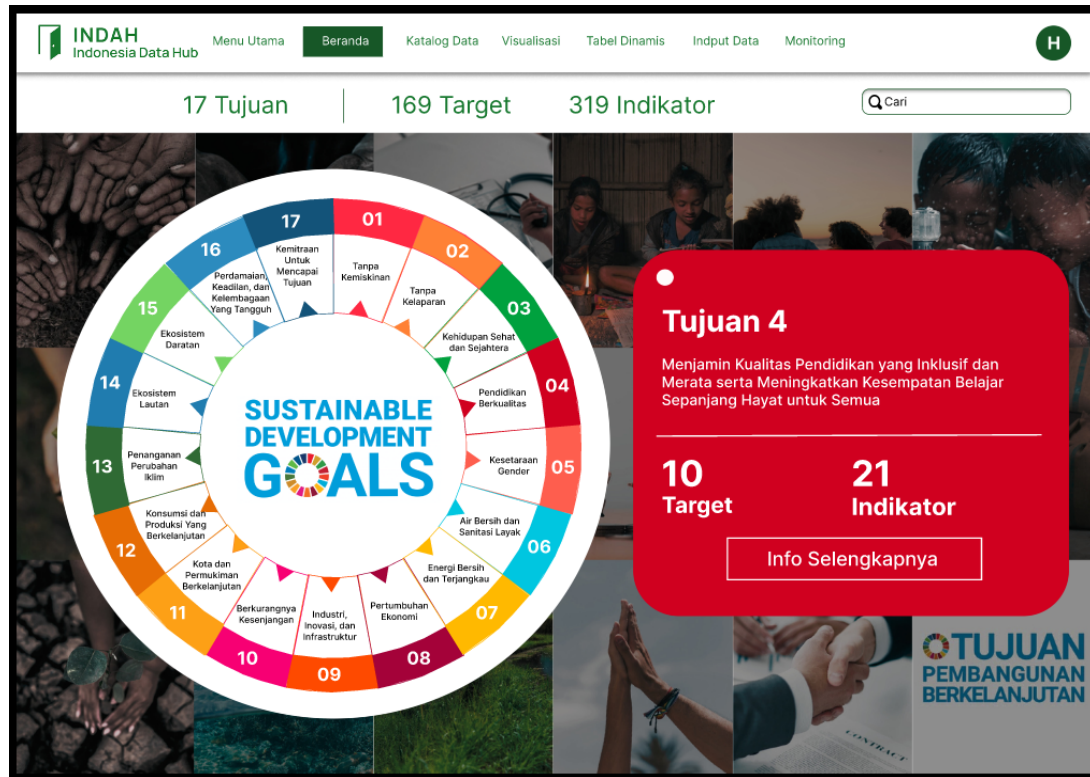 INDAH
Indonesia Data Hub
Menu Utama
Beranda
Katalog Data
Visualisasi
Tabel Dinamis
Indput Data
Monitoring
H
17 Tujuan
169 Target
319 Indikator
Cari
01
Tanpa
Kemiskinan
02
Tanpa
Kelaparan
03
Kehidupan Sehat
dan Sejahtera
04
Pendidikan
Berkualitas
05
Kesetaraan
Gender
06
Air Bersih dan
Sanitasi Layak
07
Energi Bersih
dan Terjangkau
08
Pertumbuhan
Ekonomi
09
Industri,
Inovasi, dan
Infrastruktur
10
Berkurangnya
Kesenjangan
11
Kota dan
Permukiman
Berkelanjutan
12
Konsumsi dan
Produksi Yang
Berkelanjutan
13
Penanganan
Perubahan
Iklim
14
Ekosistem
Lautan
15
Ekosistem
Daratan
16
Perdamaian,
Keadilan, dan
Kelembagaan
Yang Tangguh
17
Kemitraan
Untuk
Mencapai
Tujuan
SUSTAINABLE
DEVELOPMENT
GOALS
Tujuan 4
Menjamin Kualitas Pendidikan yang Inklusif dan
Merata serta Meningkatkan Kesempatan Belajar
Sepanjang Hayat untuk Semua
10
Target
21
Indikator
Info Selengkapnya
CONTRACT
TUJUAN
PEMBANGUNAN
BERKELANJUTAN